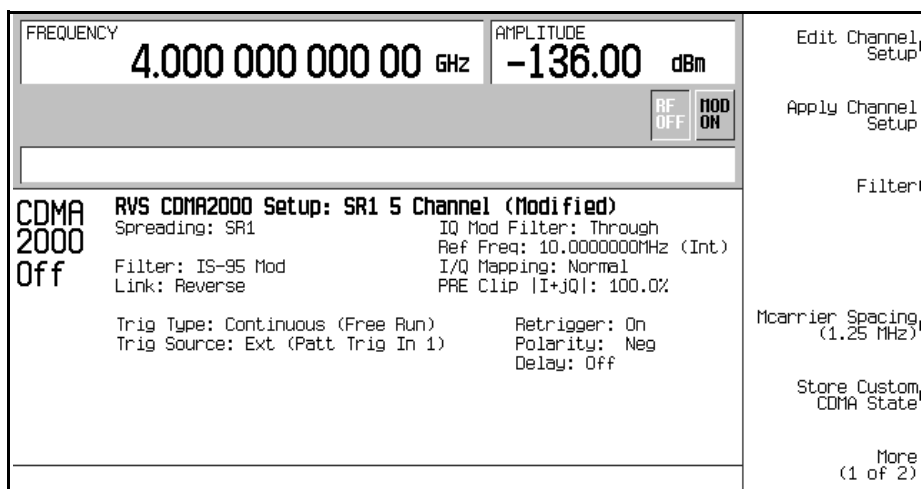 FREQUENCY
4.000 000 000 00 GHz
AMPLITUDE
-136.00 dBm
RF OFF
MOD ON
CDMA 2000 Off
RVS CDMA2000 Setup: SR1 5 Channel (Modified)
Spreading: SR1
IQ Mod Filter: Through
Ref Freq: 10.0000000MHz (Int)
Filter: IS-95 Mod
I/Q Mapping: Normal
Link: Reverse
PRE Clip |I+jQ|: 100.0%
Trig Type: Continuous (Free Run)
Retrigger: On
Trig Source: Ext (Patt Trig In 1)
Polarity: Neg
Delay: Off
Edit Channel
Setup
Apply Channel
Setup
Filter
Mcarrier Spacing
(1.25 MHz)
Store Custom
CDMA State
More
(1 of 2)